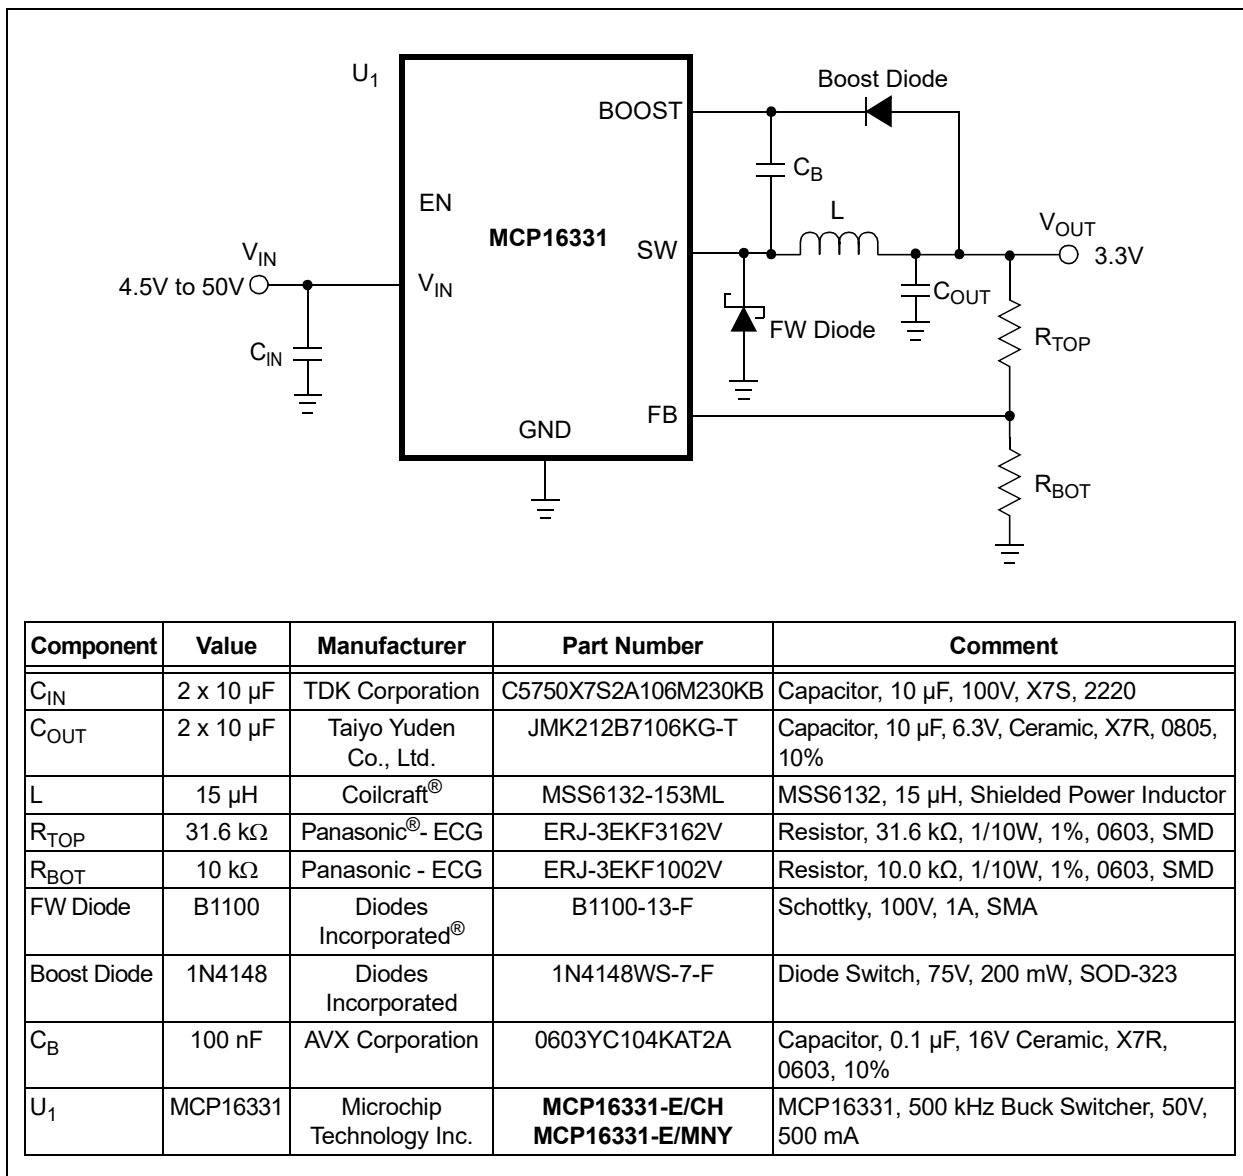 U1
BOOST
Boost Diode
CB
EN
MCP16331
SW
L
VOUT
3.3V
VIN
4.5V to 50V
VIN
COUT
FW Diode
RTOP
CIN
FB
GND
RBOT
Component Value Manufacturer Part Number Comment
CIN 2 x 10 µF TDK Corporation C5750X7S2A106M230KB Capacitor, 10 µF, 100V, X7S, 2220
COUT 2 x 10 µF Taiyo Yuden JMK212B7106KG-T Capacitor, 10 µF, 6.3V, Ceramic, X7R, 0805,
Co., Ltd. 10%
L 15 µH Coilcraft® MSS6132-153ML MSS6132, 15 µH, Shielded Power Inductor
RTOP 31.6 kΩ Panasonic®- ECG ERJ-3EKF3162V Resistor, 31.6 kΩ, 1/10W, 1%, 0603, SMD
RBOT 10 kΩ Panasonic - ECG ERJ-3EKF1002V Resistor, 10.0 kΩ, 1/10W, 1%, 0603, SMD
FW Diode B1100 Diodes B1100-13-F Schottky, 100V, 1A, SMA
Incorporated®
Boost Diode 1N4148 Diodes 1N4148WS-7-F Diode Switch, 75V, 200 mW, SOD-323
Incorporated
CB 100 nF AVX Corporation 0603YC104KAT2A Capacitor, 0.1 µF, 16V Ceramic, X7R,
0603, 10%
U1 MCP16331 Microchip MCP16331-E/CH MCP16331, 500 kHz Buck Switcher, 50V,
Technology Inc. MCP16331-E/MNY 500 mA